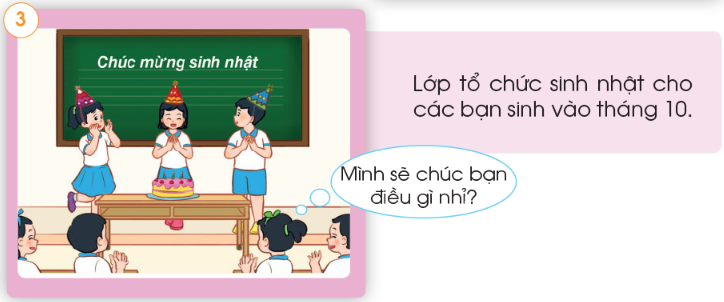 3
Chúc mừng sinh nhật
Lớp tổ chức sinh nhật cho
các bạn sinh vào tháng 10.
Mình sẽ chúc bạn
điều gì nhỉ?